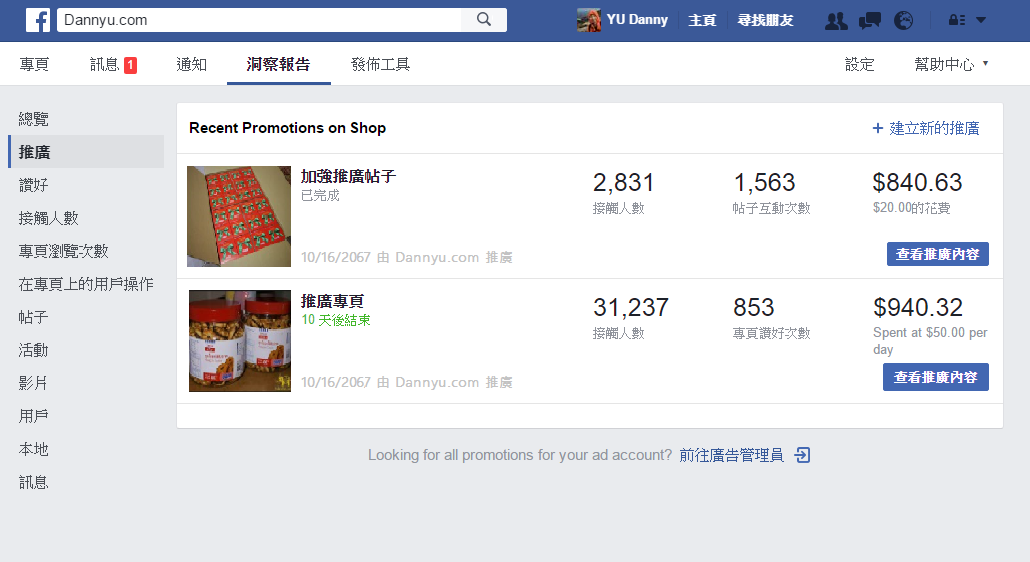 Dannyu.com
YU Danny
主頁
尋找朋友
專頁
訊息 1
通知
洞察報告
發佈工具
設定
幫助中心
總覽
推廣
讚好
接觸人數
專頁瀏覽次數
在專頁上的用戶操作
帖子
活動
影片
用戶
本地
訊息
Recent Promotions on Shop
+ 建立新的推廣
加強推廣帖子
已完成
10/16/2067 由 Dannyu.com 推廣
2,831
接觸人數
1,563
帖子互動次數
$840.63
$20.00的花費
查看推廣內容
推廣專頁
10 天後結束
10/16/2067 由 Dannyu.com 推廣
31,237
接觸人數
853
專頁讚好次數
$940.32
Spent at $50.00 per
day
查看推廣內容
Looking for all promotions for your ad account? 前往廣告管理員